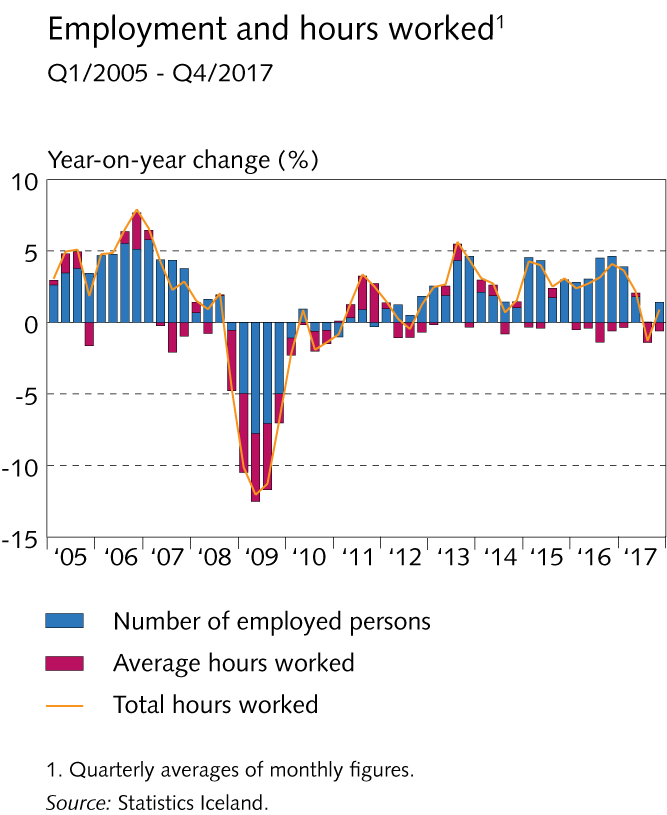 Employment and hours worked¹
Q1/2005 - Q4/2017
Year-on-year change (%)
10
5
0
-5
-10
-15
‘05 ‘06 ‘07 ‘08 ‘09 ‘10 ‘11 ‘12 ‘13 ‘14 ‘15 ‘16 ‘17
Number of employed persons
Average hours worked
Total hours worked
1. Quarterly averages of monthly figures.
Source: Statistics Iceland.